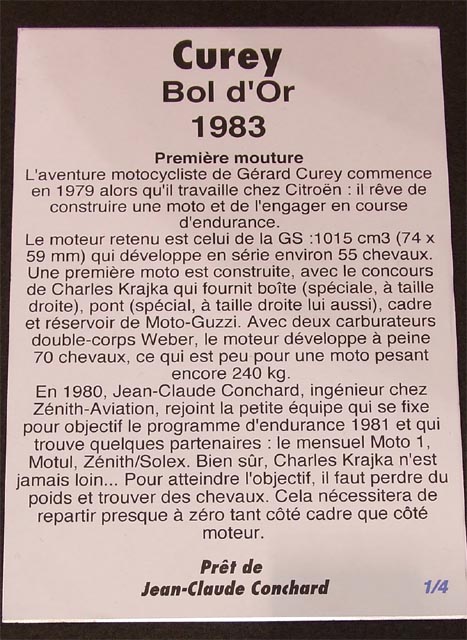 Curey
Bol d'Or
1983
Première mouture
L'aventure motocycliste de Gérard Curey commence
en 1979 alors qu'il travaille chez Citroën : il rêve de
construire une moto et de l'engager en course
d'endurance.
Le moteur retenu est celui de la GS :1015 cm3 (74 x
59 mm) qui développe en série environ 55 chevaux.
Une première moto est construite, avec le concours
de Charles Krajka qui fournit boîte (spéciale, à taille
droite), pont (spécial, à taille droite lui aussi), cadre
et réservoir de Moto-Guzzi. Avec deux carburateurs
double-corps Weber, le moteur développe à peine
70 chevaux, ce qui est peu pour une moto pesant
encore 240 kg.
En 1980, Jean-Claude Conchard, ingénieur chez
Zénith-Aviation, rejoint la petite équipe qui se fixe
pour objectif le programme d'endurance 1981 et qui
trouve quelques partenaires : le mensuel Moto 1,
Motul, Zénith/Solex. Bien sûr, Charles Krajka n'est
jamais loin... Pour atteindre l'objectif, il faut perdre du
poids et trouver des chevaux. Cela nécessitera de
repartir presque à zéro tant côté cadre que côté
moteur.
Prêt de
Jean-Claude Conchard
1/4